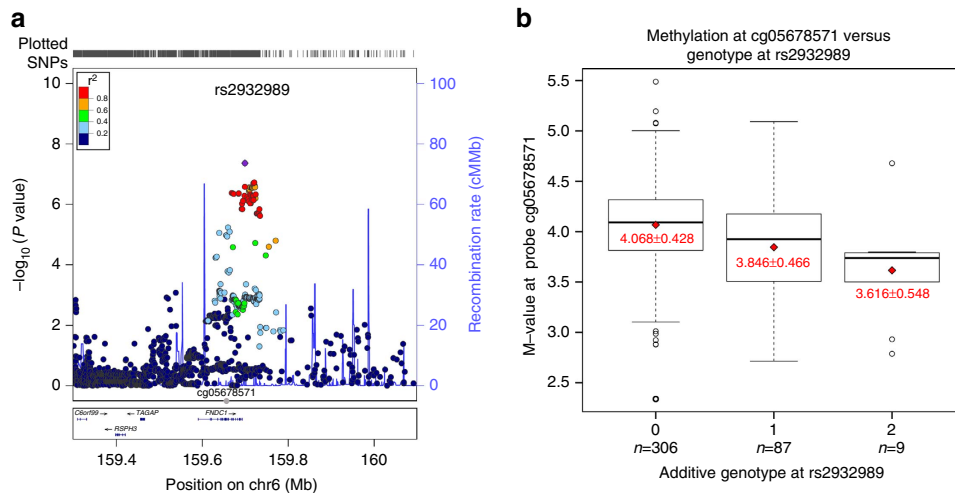 a
Plotted
SNPs
10
8
6
4
2
0
–log10 (P value)
r2
0.8
0.6
0.4
0.2
rs2932989
100
80
60
40
20
0
Recombination rate (cMMb)
cg05678571
C6orf99
TAGAP
FNDC1
RSPH3
159.4
159.6
159.8
160
Position on chr6 (Mb)
b
Methylation at cg05678571 versus
genotype at rs2932989
5.5
5.0
4.5
4.0
3.5
3.0
2.5
M–value at probe cg05678571
4.068±0.428
3.846±0.466
3.616±0.548
0
1
2
n=306
n=87
n=9
Additive genotype at rs2932989